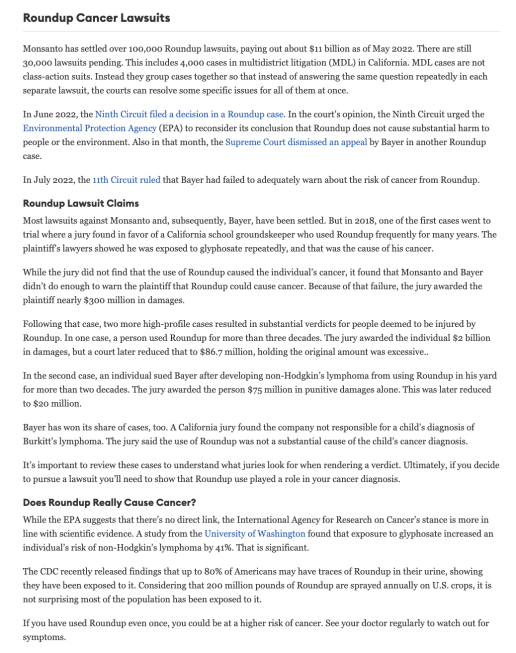 Roundup Cancer Lawsuits
Monsanto has settled over 100,000 Roundup lawsuits, paying out about $11 billion as of May 2022. There are still
30,000 lawsuits pending. This includes 4,000 cases in multidistrict litigation (MDL) in California. MDL cases are not
class-action suits. Instead they group cases together so that instead of answering the same question repeatedly in each
separate lawsuit, the courts can resolve some specific issues for all of them at once.
In June 2022, the Ninth Circuit filed a decision in a Roundup case. In the court's opinion, the Ninth Circuit urged the
Environmental Protection Agency (EPA) to reconsider its conclusion that Roundup does not cause substantial harm to
people or the environment. Also in that month, the Supreme Court dismissed an appeal by Bayer in another Roundup
case.
In July 2022, the 11th Circuit ruled that Bayer had failed to adequately warn about the risk of cancer from Roundup.
Roundup Lawsuit Claims
Most lawsuits against Monsanto and, subsequently, Bayer, have been settled. But in 2018, one of the first cases went to
trial where a jury found in favor of a California school groundskeeper who used Roundup frequently for many years. The
plaintiff's lawyers showed he was exposed to glyphosate repeatedly, and that was the cause of his cancer.
While the jury did not find that the use of Roundup caused the individual's cancer, it found that Monsanto and Bayer
didn't do enough to warn the plaintiff that Roundup could cause cancer. Because of that failure, the jury awarded the
plaintiff nearly $300 million in damages.
Following that case, two more high-profile cases resulted in substantial verdicts for people deemed to be injured by
Roundup. In one case, a person used Roundup for more than three decades. The jury awarded the individual $2 billion
in damages, but a court later reduced that to $86.7 million, holding the original amount was excessive..
In the second case, an individual sued Bayer after developing non-Hodgkin's lymphoma from using Roundup in his yard
for more than two decades. The jury awarded the person $75 million in punitive damages alone. This was later reduced
to $20 million.
Bayer has won its share of cases, too. A California jury found the company not responsible for a child's diagnosis of
Burkitt's lymphoma. The jury said the use of Roundup was not a substantial cause of the child's cancer diagnosis.
It's important to review these cases to understand what juries look for when rendering a verdict. Ultimately, if you decide
to pursue a lawsuit you'll need to show that Roundup use played a role in your cancer diagnosis.
Does Roundup Really Cause Cancer?
While the EPA suggests that there's no direct link, the International Agency for Research on Cancer's stance is more in
line with scientific evidence. A study from the University of Washington found that exposure to glyphosate increased an
individual's risk of non-Hodgkin's lymphoma by 41%. That is significant.
The CDC recently released findings that up to 80% of Americans may have traces of Roundup in their urine, showing
they have been exposed to it. Considering that 200 million pounds of Roundup are sprayed annually on U.S. crops, it is
not surprising most of the population has been exposed to it.
If you have used Roundup even once, you could be at a higher risk of cancer. See your doctor regularly to watch out for
symptoms.